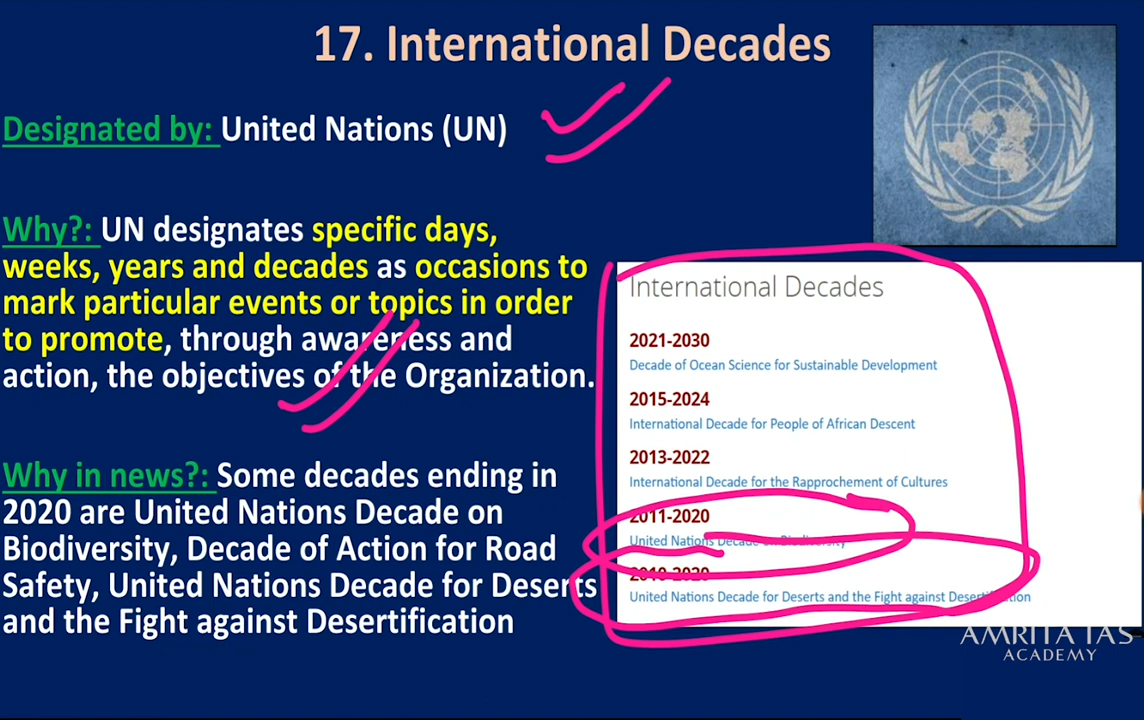 17. International Decades
Designated by: United Nations (UN)
Why?: UN designates specific days,
weeks, years and decades as occasions to
mark particular events or topics in order
to promote, through awareness and
action, the objectives of the Organization.
Why in news?: Some decades ending in
2020 are United Nations Decade on
Biodiversity, Decade of Action for Road
Safety, United Nations Decade for Deserts
and the Fight against Desertification
International Decades
2021-2030
Decade of Ocean Science for Sustainable Development
2015-2024
International Decade for People of African Descent
2013-2022
International Decade for the Rapprochement of Cultures
2011-2020
United Nations Decade on Biodiversity
2010-2020
United Nations Decade for Deserts and the Fight against Desertification
AMRITA IAS
ACADEMY